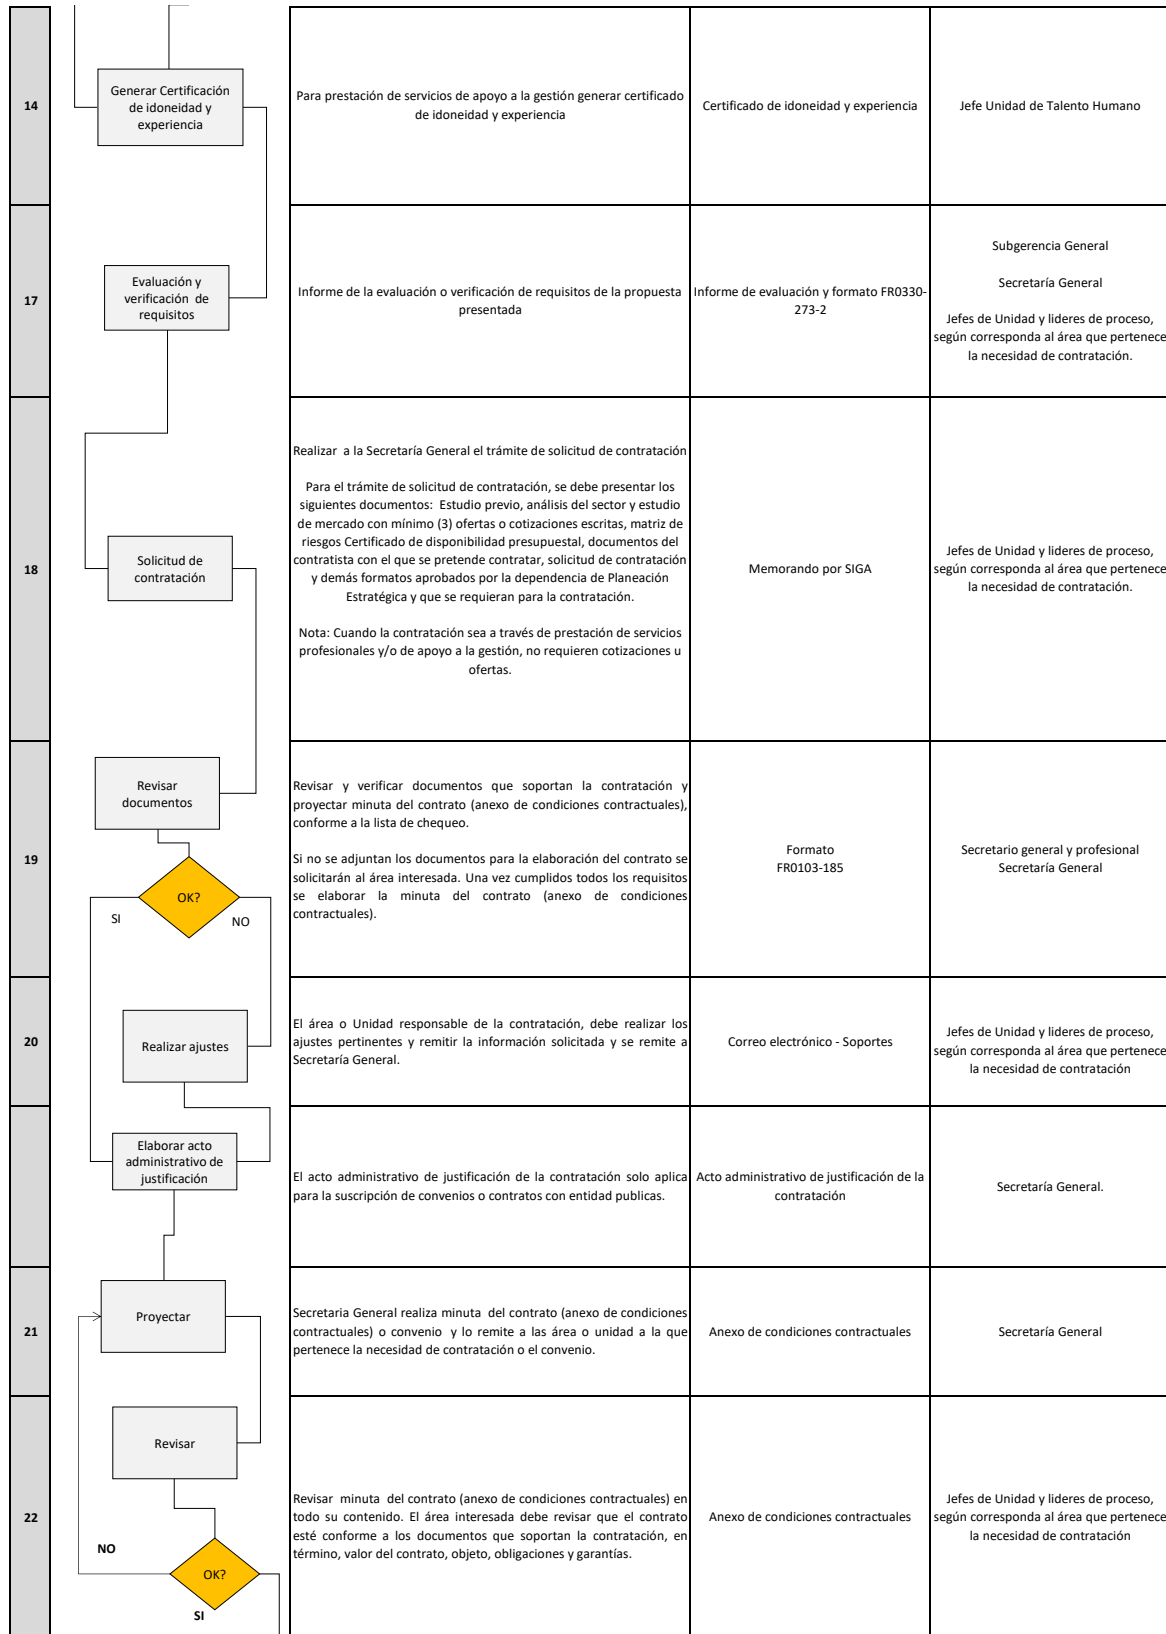 14
Generar Certificación
de idoneidad y
experiencia
Para prestación de servicios de apoyo a la gestión generar certificado
de idoneidad y experiencia
Certificado de idoneidad y experiencia
Jefe Unidad de Talento Humano
17
Evaluación y
verificación de
requisitos
Informe de la evaluación o verificación de requisitos de la propuesta
presentada
Informe de evaluación y formato FR0330-
273-2
Subgerencia General
Secretaría General
Jefes de Unidad y lideres de proceso,
según corresponda al área que pertenece
la necesidad de contratación.
18
Solicitud de
contratación
Realizar a la Secretaría General el trámite de solicitud de contratación
Para el trámite de solicitud de contratación, se debe presentar los
siguientes documentos: Estudio previo, análisis del sector y estudio
de mercado con mínimo (3) ofertas o cotizaciones escritas, matriz de
riesgos Certificado de disponibilidad presupuestal, documentos del
contratista con el que se pretende contratar, solicitud de contratación
y demás formatos aprobados por la dependencia de Planeación
Estratégica y que se requieran para la contratación.
Nota: Cuando la contratación sea a través de prestación de servicios
profesionales y/o de apoyo a la gestión, no requieren cotizaciones u
ofertas.
Memorando por SIGA
Jefes de Unidad y lideres de proceso,
según corresponda al área que pertenece
la necesidad de contratación.
19
Revisar
documentos
OK?
SI
NO
Revisar y verificar documentos que soportan la contratación y
proyectar minuta del contrato (anexo de condiciones contractuales),
conforme a la lista de chequeo.
Si no se adjuntan los documentos para la elaboración del contrato se
solicitarán al área interesada. Una vez cumplidos todos los requisitos
se elaborar la minuta del contrato (anexo de condiciones
contractuales).
Formato
FR0103-185
Secretario general y profesional
Secretaría General
20
Realizar ajustes
El área o Unidad responsable de la contratación, debe realizar los
ajustes pertinentes y remitir la información solicitada y se remite a
Secretaría General.
Correo electrónico - Soportes
Jefes de Unidad y lideres de proceso,
según corresponda al área que pertenece
la necesidad de contratación
Elaborar acto
administrativo de
justificación
El acto administrativo de justificación de la contratación solo aplica
para la suscripción de convenios o contratos con entidad publicas.
Acto administrativo de justificación de la
contratación
Secretaría General.
21
Proyectar
Secretaria General realiza minuta del contrato (anexo de condiciones
contractuales) o convenio y lo remite a las área o unidad a la que
pertenece la necesidad de contratación o el convenio.
Anexo de condiciones contractuales
Secretaría General
22
Revisar
NO
OK?
SI
Revisar minuta del contrato (anexo de condiciones contractuales) en
todo su contenido. El área interesada debe revisar que el contrato
esté conforme a los documentos que soportan la contratación, en
término, valor del contrato, objeto, obligaciones y garantías.
Anexo de condiciones contractuales
Jefes de Unidad y lideres de proceso,
según corresponda al área que pertenece
la necesidad de contratación